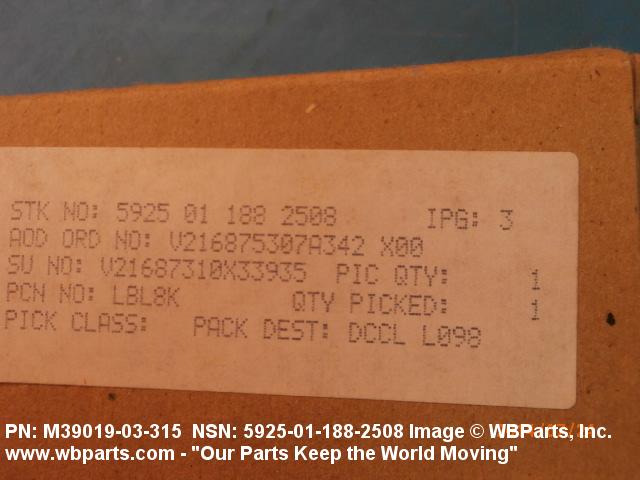 STK NO: 5925 01 188 2508 IPG: 3
AOD ORD NO: V216875307A342 X00
SU NO: V21687310X33935 PIC QTY: 1
PCN NO: LBL8K QTY PICKED: 1
PICK CLASS: PACK DEST: DCCL L098
PN: M39019-03-315 NSN: 5925-01-188-2508 Image © WBParts, Inc.
www.wbparts.com - "Our Parts Keep the World Moving"